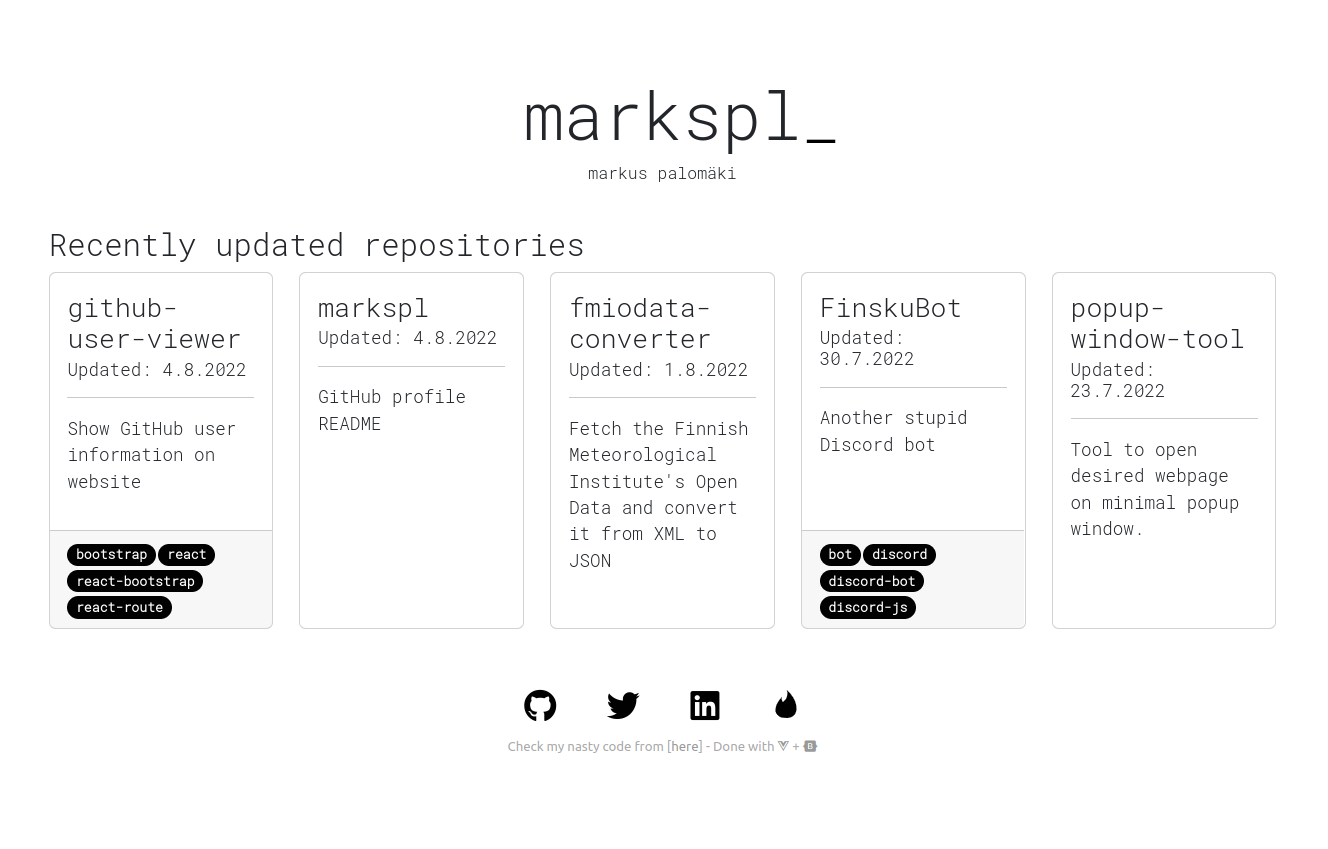 markspl_
markus palomäki
Recently updated repositories
github-
user-viewer
Updated: 4.8.2022
Show GitHub user
information on
website
bootstrap react
react-bootstrap
react-route
markspl
Updated: 4.8.2022
GitHub profile
README
fmiodata-
converter
Updated: 1.8.2022
Fetch the Finnish
Meteorological
Institute's Open
Data and convert
it from XML to
JSON
FinskuBot
Updated:
30.7.2022
Another stupid
Discord bot
bot discord
discord-bot
discord-js
popup-
window-tool
Updated:
23.7.2022
Tool to open
desired webpage
on minimal popup
window.
Check my nasty code from [here] - Done with +